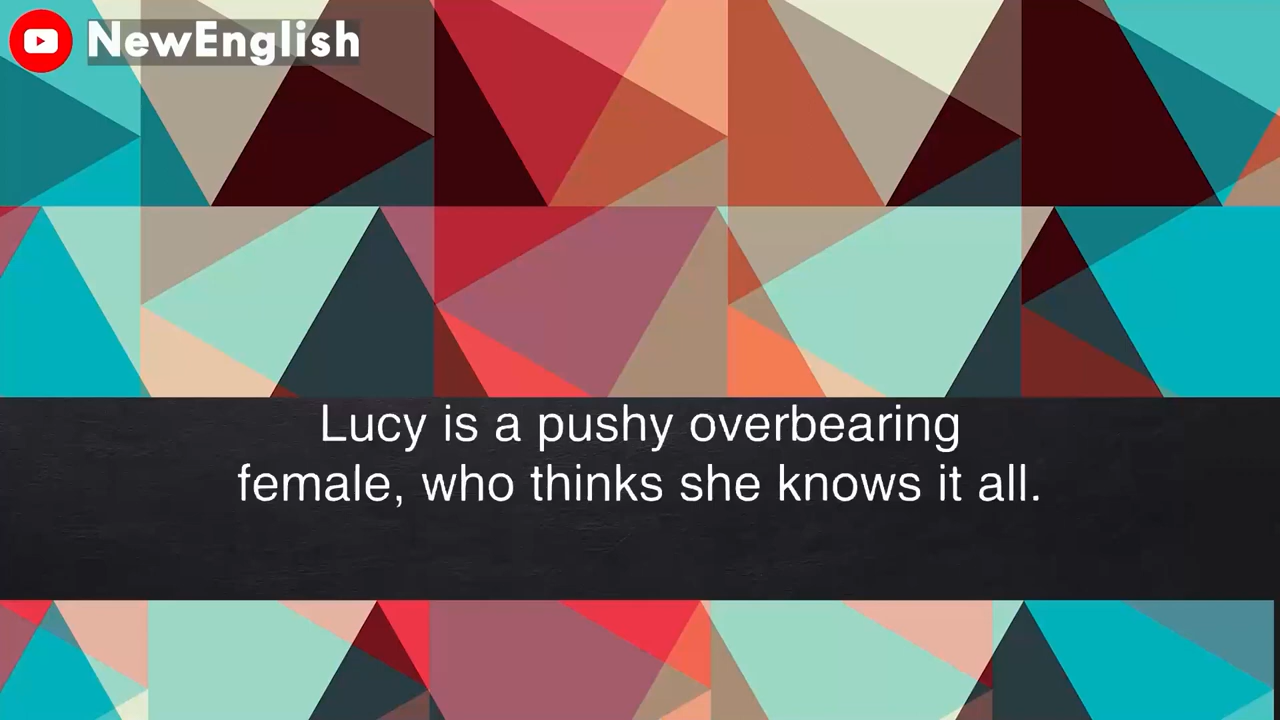 NewEnglish
Lucy is a pushy overbearing
female, who thinks she knows it all.